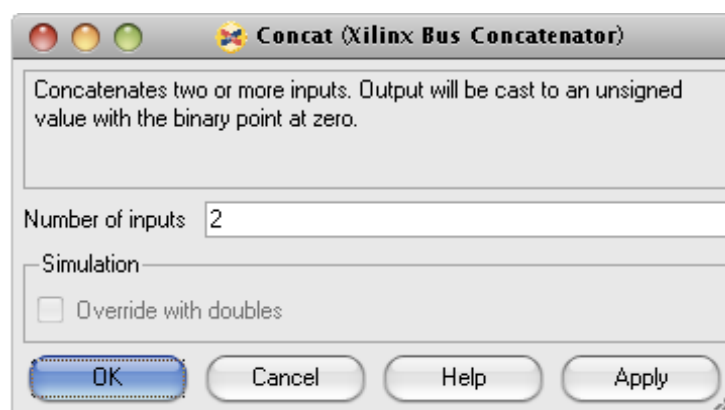 Concat (Xilinx Bus Concatenator)
Concatenates two or more inputs. Output will be cast to an unsigned
value with the binary point at zero.
Number of inputs 2
Simulation
Override with doubles
OK Cancel Help Apply